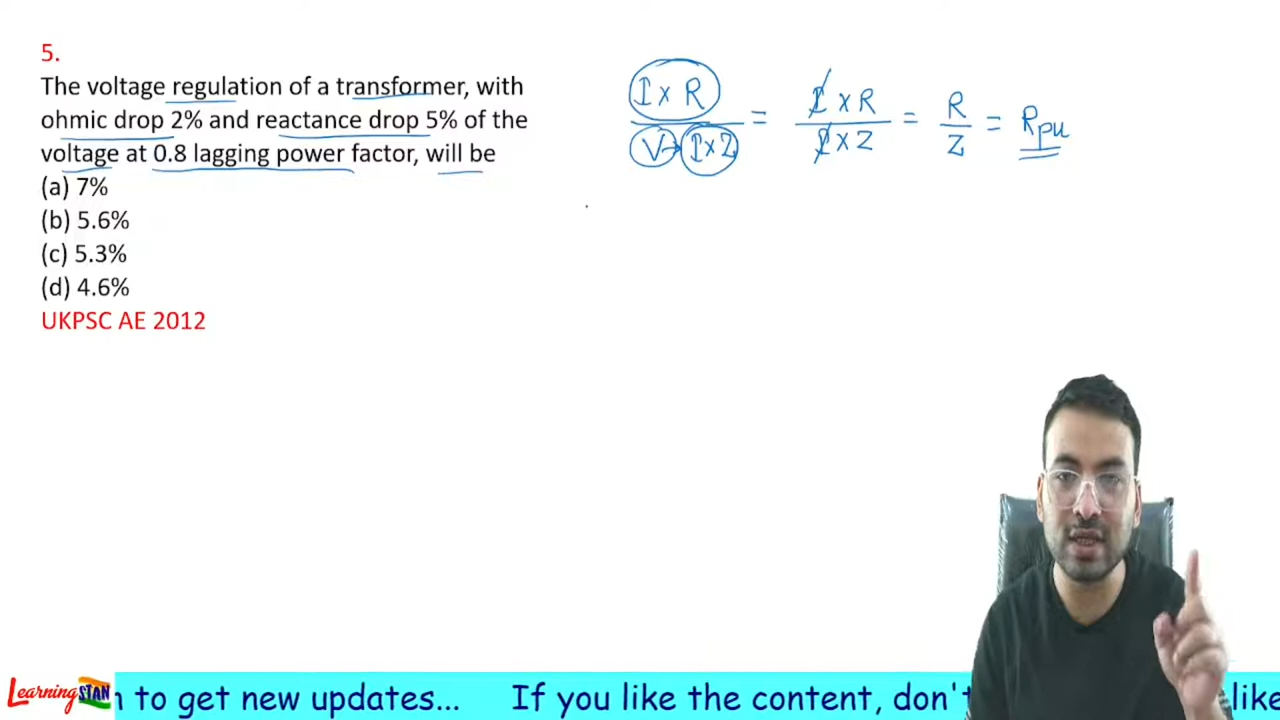 5.
The voltage regulation of a transformer, with
ohmic drop 2% and reactance drop 5% of the
voltage at 0.8 lagging power factor, will be
(a) 7%
(b) 5.6%
(c) 5.3%
(d) 4.6%
UKPSC AE 2012
I x R / V → I x Z = I x R / I x Z = R / Z = Rpu
Learning STAN
to get new updates... If you like the content, don't like